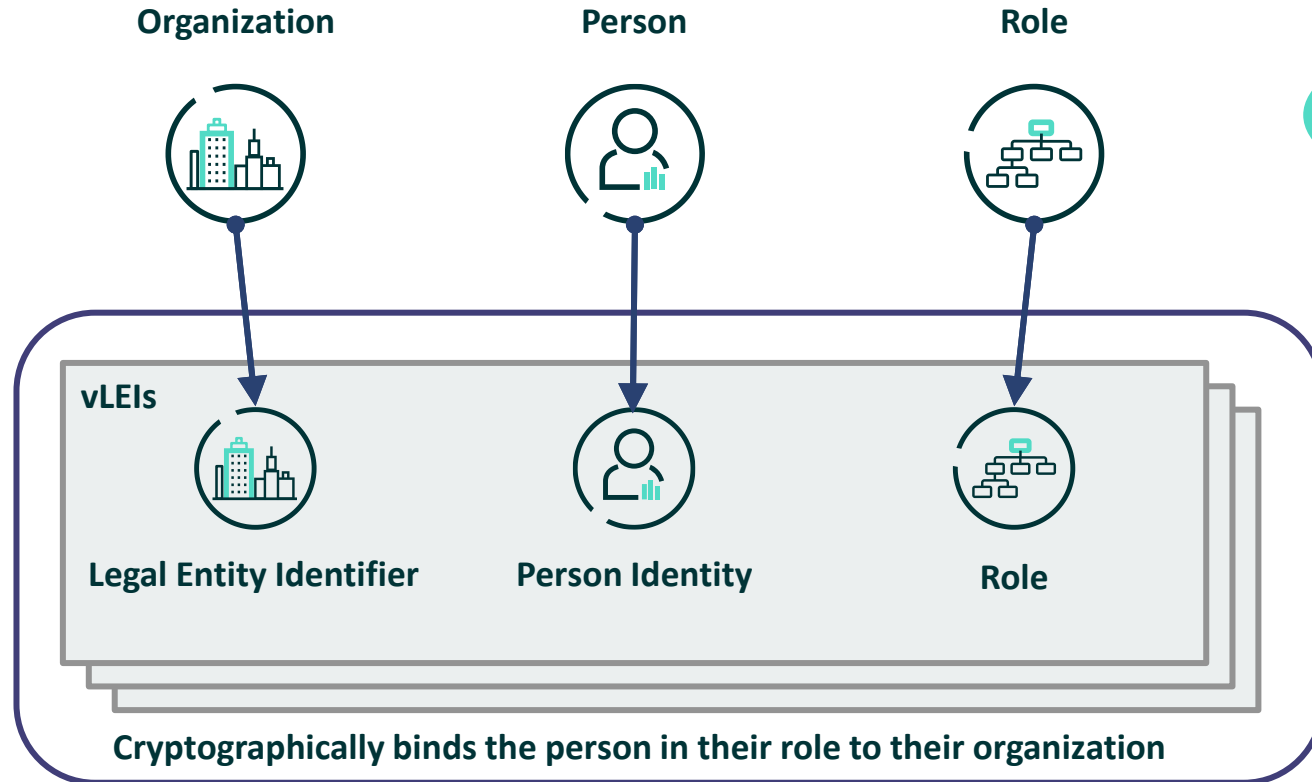 Organization
Person
Role
vLEIs
Legal Entity Identifier
Person Identity
Role
Cryptographically binds the person in their role to their organization